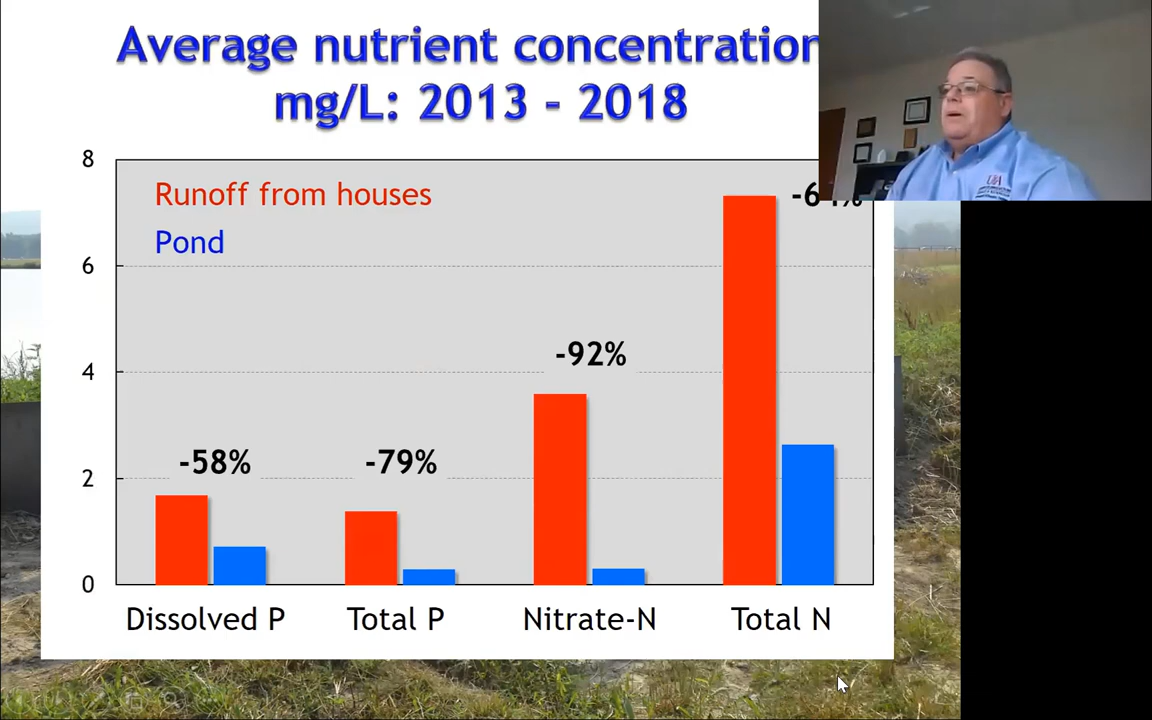 Average nutrient concentration
mg/L: 2013 - 2018
8
6
4
2
0
Runoff from houses
Pond
-58%
-79%
-92%
Dissolved P
Total P
Nitrate-N
Total N